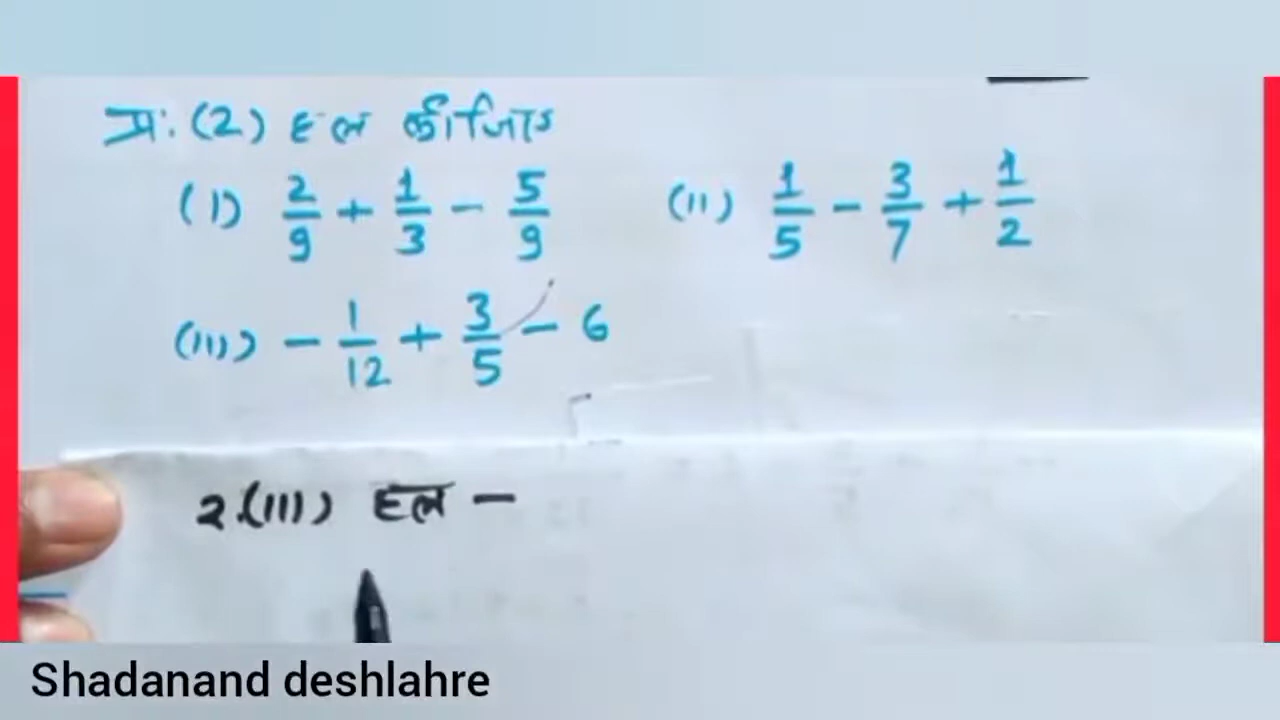 प्र. (2) हल कीजिए
(I) 2/9 + 1/3 - 5/9 (II) 1/5 - 3/7 + 1/2
(III) - 1/12 + 3/5 - 6
2.(III) हल -
Shadanand deshlahre